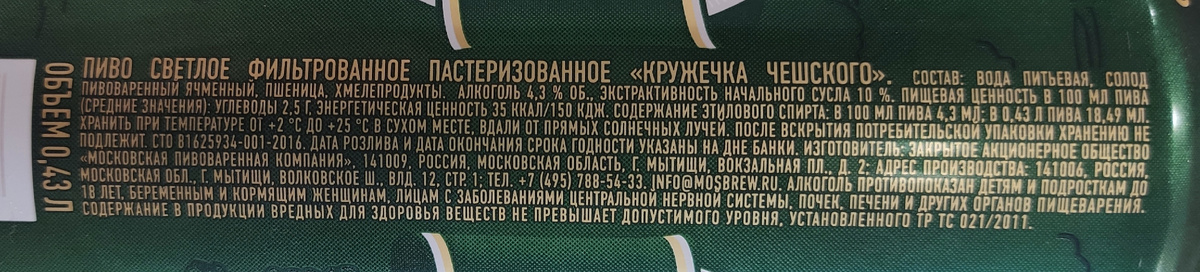 ОБЪЕМ 0,43 Л
ПИВО СВЕТЛОЕ ФИЛЬТРОВАННОЕ ПАСТЕРИЗОВАННОЕ «КРУЖЕЧКА ЧЕШСКОГО». СОСТАВ: ВОДА ПИТЬЕВАЯ, СОЛОД
ПИВОВАРЕННЫЙ ЯЧМЕННЫЙ, ПШЕНИЦА, ХМЕЛЕПРОДУКТЫ. АЛКОГОЛЬ 4,3 % ОБ., ЭКСТРАКТИВНОСТЬ НАЧАЛЬНОГО СУСЛА 10 %. ПИЩЕВАЯ ЦЕННОСТЬ В 100 МЛ ПИВА
(СРЕДНИЕ ЗНАЧЕНИЯ): УГЛЕВОДЫ 2,5 Г, ЭНЕРГЕТИЧЕСКАЯ ЦЕННОСТЬ 35 ККАЛ/150 КДЖ. СОДЕРЖАНИЕ ЭТИЛОВОГО СПИРТА: В 100 МЛ ПИВА 4,3 МЛ; В 0,43 Л ПИВА 18,49 МЛ.
ХРАНИТЬ ПРИ ТЕМПЕРАТУРЕ ОТ +2 °С ДО +25 °С В СУХОМ МЕСТЕ, ВДАЛИ ОТ ПРЯМЫХ СОЛНЕЧНЫХ ЛУЧЕЙ. ПОСЛЕ ВСКРЫТИЯ ПОТРЕБИТЕЛЬСКОЙ УПАКОВКИ ХРАНЕНИЮ НЕ
ПОДЛЕЖИТ. СТО 81625934-001-2016. ДАТА РОЗЛИВА И ДАТА ОКОНЧАНИЯ СРОКА ГОДНОСТИ УКАЗАНЫ НА ДНЕ БАНКИ. ИЗГОТОВИТЕЛЬ: ЗАКРЫТОЕ АКЦИОНЕРНОЕ ОБЩЕСТВО
«МОСКОВСКАЯ ПИВОВАРЕННАЯ КОМПАНИЯ», 141009, РОССИЯ, МОСКОВСКАЯ ОБЛАСТЬ, Г. МЫТИЩИ, ВОКЗАЛЬНАЯ ПЛ., Д. 2; АДРЕС ПРОИЗВОДСТВА: 141006, РОССИЯ,
МОСКОВСКАЯ ОБЛ., Г. МЫТИЩИ, ВОЛКОВСКОЕ Ш., ВЛД. 12, СТР. 1; ТЕЛ. +7 (495) 788-54-33. INFO@MOSBREW.RU. АЛКОГОЛЬ ПРОТИВОПОКАЗАН ДЕТЯМ И ПОДРОСТКАМ ДО
18 ЛЕТ, БЕРЕМЕННЫМ И КОРМЯЩИМ ЖЕНЩИНАМ, ЛИЦАМ С ЗАБОЛЕВАНИЯМИ ЦЕНТРАЛЬНОЙ НЕРВНОЙ СИСТЕМЫ, ПОЧЕК, ПЕЧЕНИ И ДРУГИХ ОРГАНОВ ПИЩЕВАРЕНИЯ.
СОДЕРЖАНИЕ В ПРОДУКЦИИ ВРЕДНЫХ ДЛЯ ЗДОРОВЬЯ ВЕЩЕСТВ НЕ ПРЕВЫШАЕТ ДОПУСТИМОГО УРОВНЯ, УСТАНОВЛЕННОГО ТР ТС 021/2011.